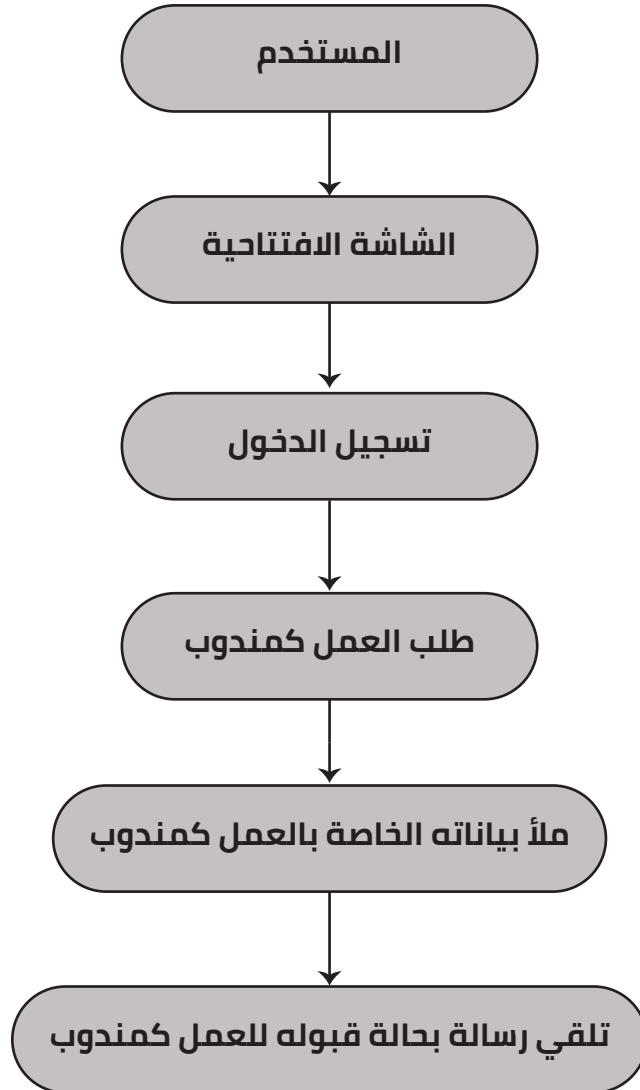 المستخدم
الشاشة الافتتاحية
تسجيل الدخول
طلب العمل كمندوب
ملأ بياناته الخاصة بالعمل كمندوب
تلقي رسالة بحالة قبوله للعمل كمندوب